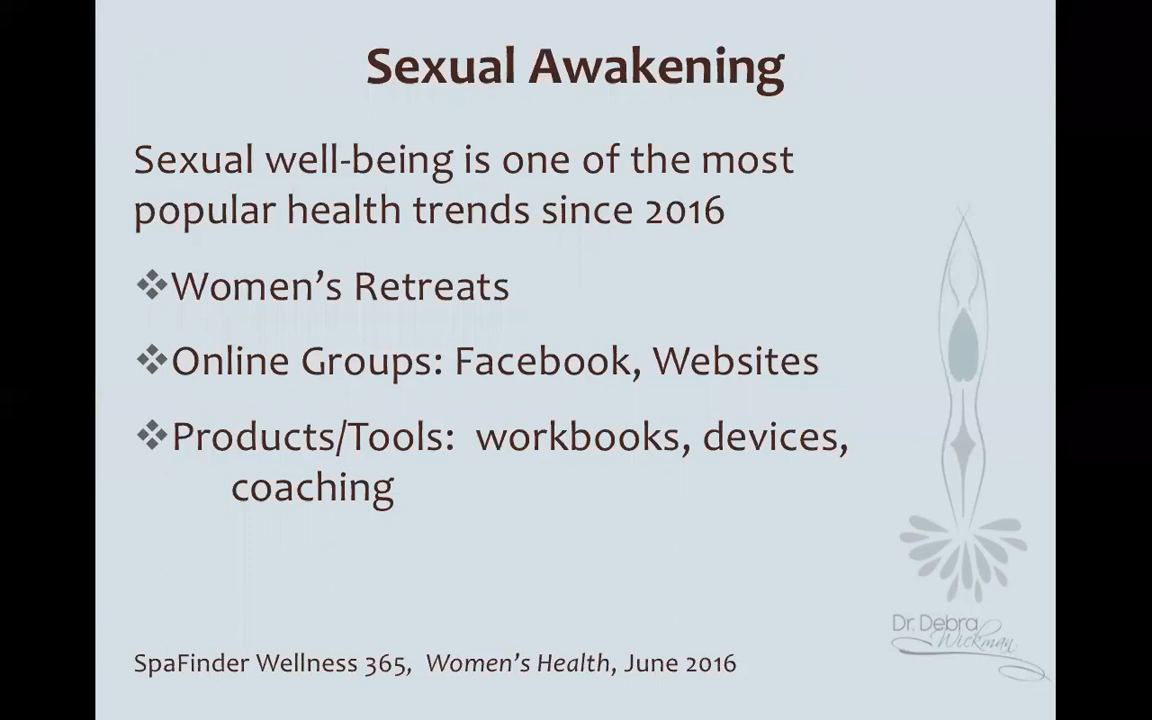 Sexual Awakening
Sexual well-being is one of the most
popular health trends since 2016
❖Women’s Retreats
❖Online Groups: Facebook, Websites
❖Products/Tools: workbooks, devices,
coaching
Dr. Debra
Wickman
SpaFinder Wellness 365, Women’s Health, June 2016